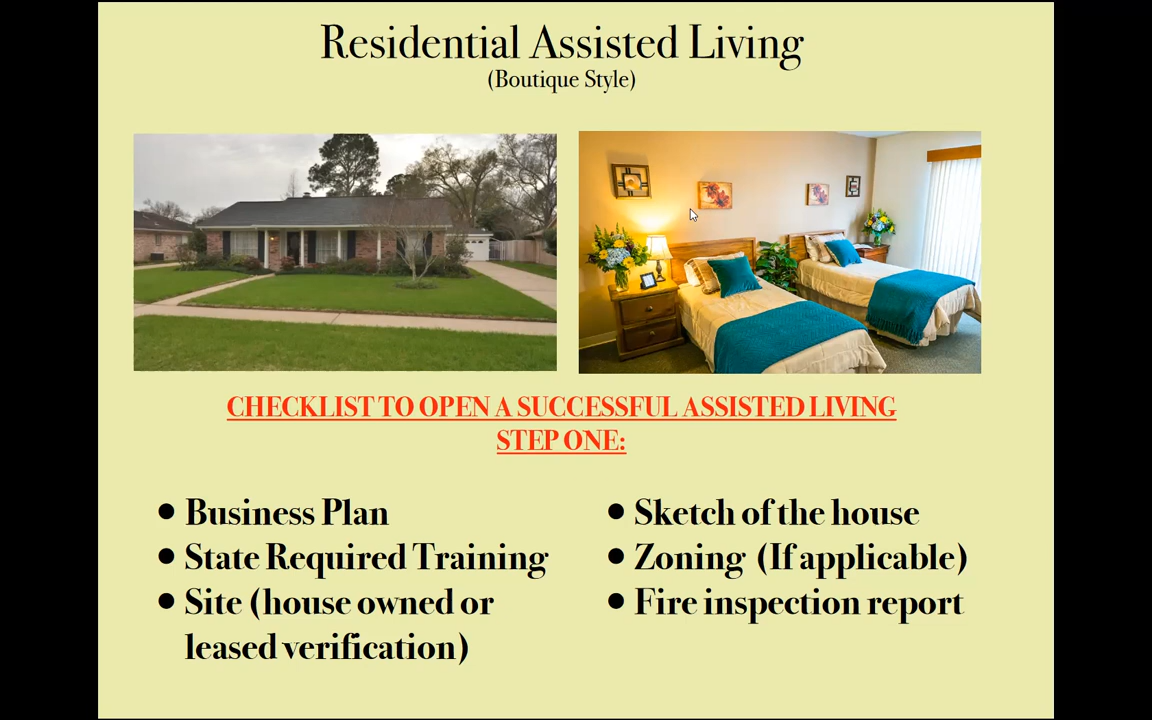 Residential Assisted Living
(Boutique Style)
CHECKLIST TO OPEN A SUCCESSFUL ASSISTED LIVING
STEP ONE:
• Business Plan
• State Required Training
• Site (house owned or
leased verification)
• Sketch of the house
• Zoning (If applicable)
• Fire inspection report